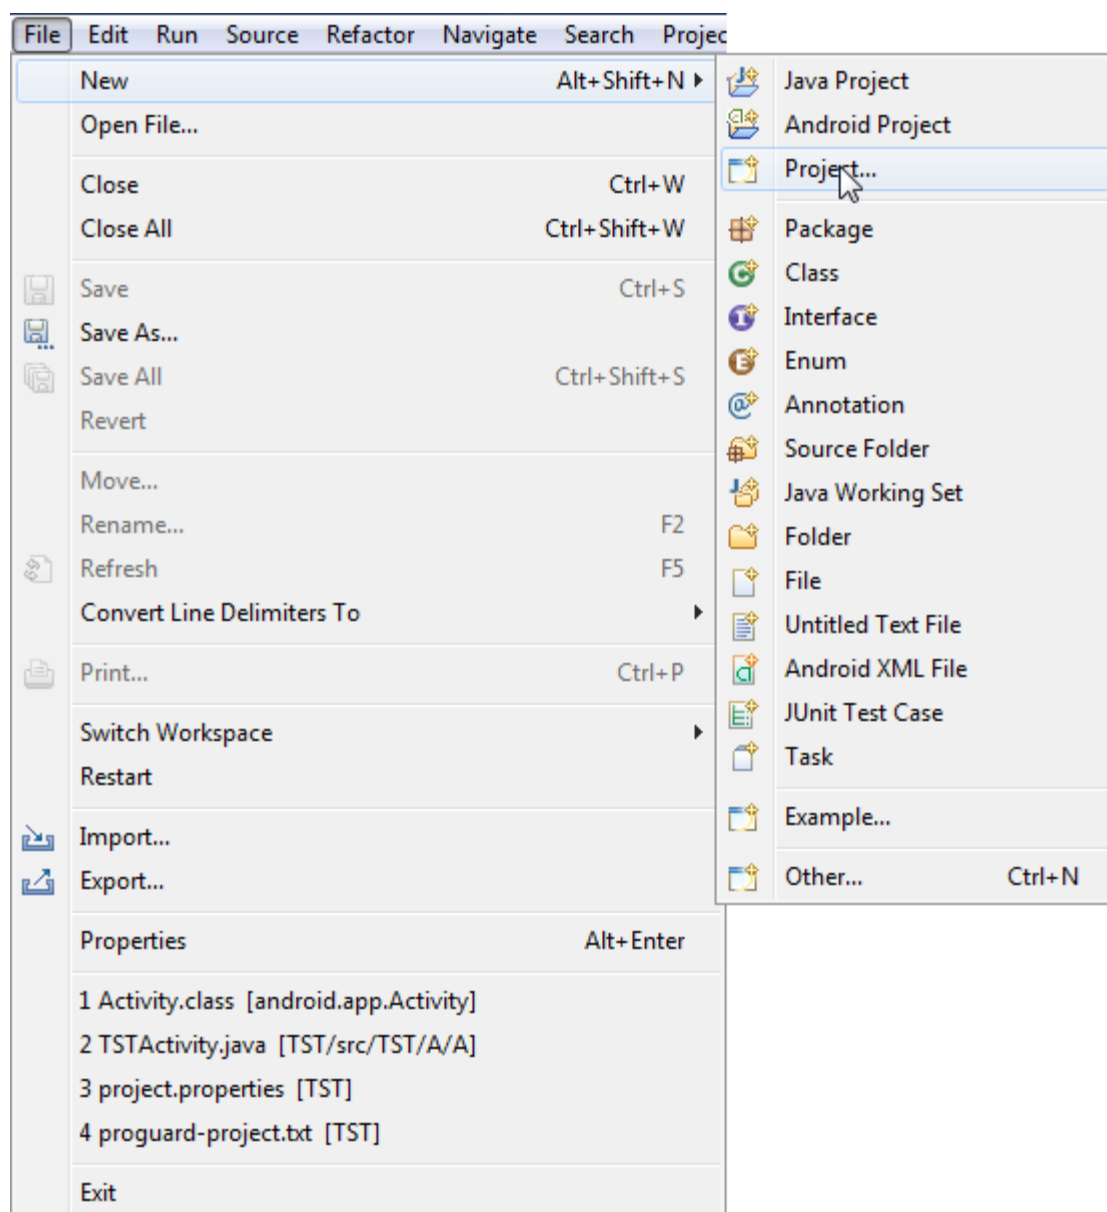 File Edit Run Source Refactor Navigate Search Projec
New Alt+Shift+N
Open File...
Close Ctrl+W
Close All Ctrl+Shift+W
Save Ctrl+S
Save As...
Save All Ctrl+Shift+S
Revert
Move...
Rename... F2
Refresh F5
Convert Line Delimiters To
Print... Ctrl+P
Switch Workspace
Restart
Import...
Export...
Properties Alt+Enter
1 Activity.class [android.app.Activity]
2 TSTActivity.java [TST/src/TST/A/A]
3 project.properties [TST]
4 proguard-project.txt [TST]
Exit
Java Project
Android Project
Project...
Package
Class
Interface
Enum
Annotation
Source Folder
Java Working Set
Folder
File
Untitled Text File
Android XML File
JUnit Test Case
Task
Example...
Other... Ctrl+N